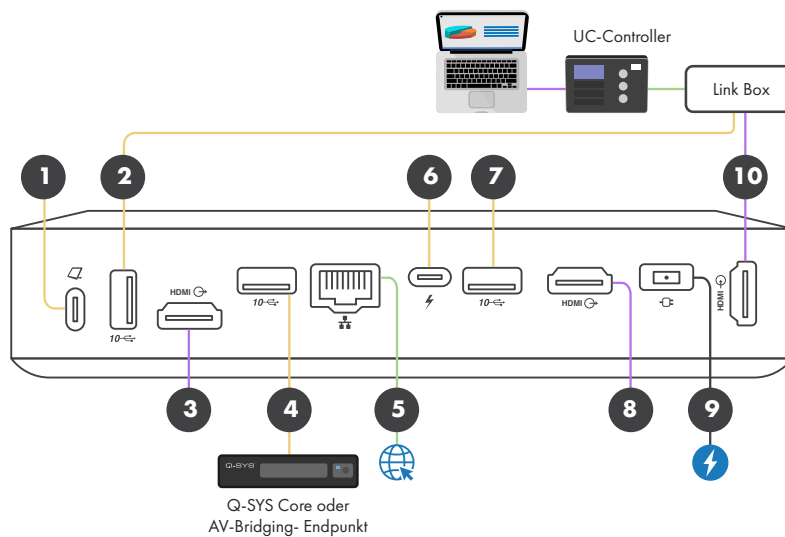 UC-Controller
Link Box
1
2
6
7
10
HDMI
10
10
10
HDMI
HDMI
3
4
5
8
9
Q-SYS
Q-SYS Core oder
AV-Bridging- Endpunkt